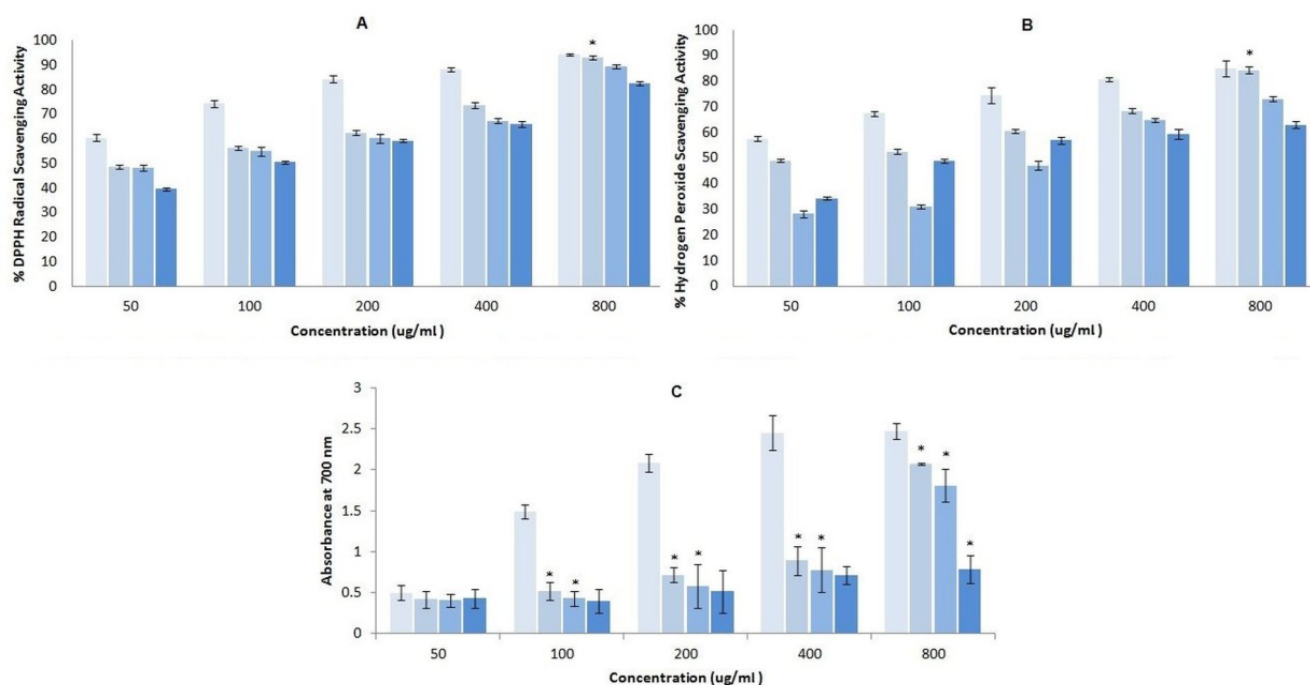 A
% DPPH Radical Scavenging Activity
100
90
80
70
60
50
40
30
20
10
0
*
50 100 200 400 800
Concentration (ug/ml )
B
% Hydrogen Peroxide Scavenging Activity
100
90
80
70
60
50
40
30
20
10
0
*
50 100 200 400 800
Concentration (ug/ml )
C
Absorbance at 700 nm
3
2.5
2
1.5
1
0.5
0
* * * * * * * * *
50 100 200 400 800
Concentration (ug/ml )